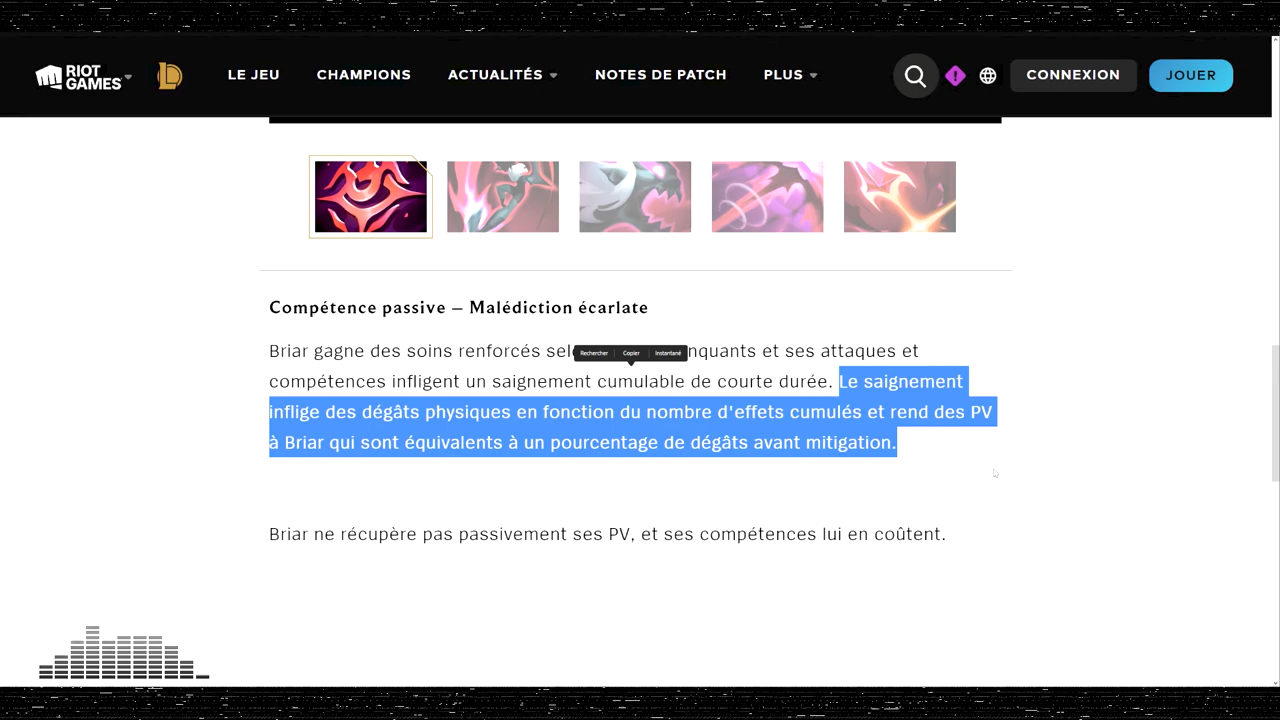 RIOT
GAMES
LE JEU
CHAMPIONS
ACTUALITÉS
NOTES DE PATCH
PLUS
CONNEXION
JOUER
Compétence passive – Malédiction écarlate
Briar gagne des soins renforcés nquants et ses attaques et
Rechercher Copier Instantané
compétences infligent un saignement cumulable de courte durée. Le saignement
inflige des dégâts physiques en fonction du nombre d'effets cumulés et rend des PV
à Briar qui sont équivalents à un pourcentage de dégâts avant mitigation.
Briar ne récupère pas passivement ses PV, et ses compétences lui en coûtent.